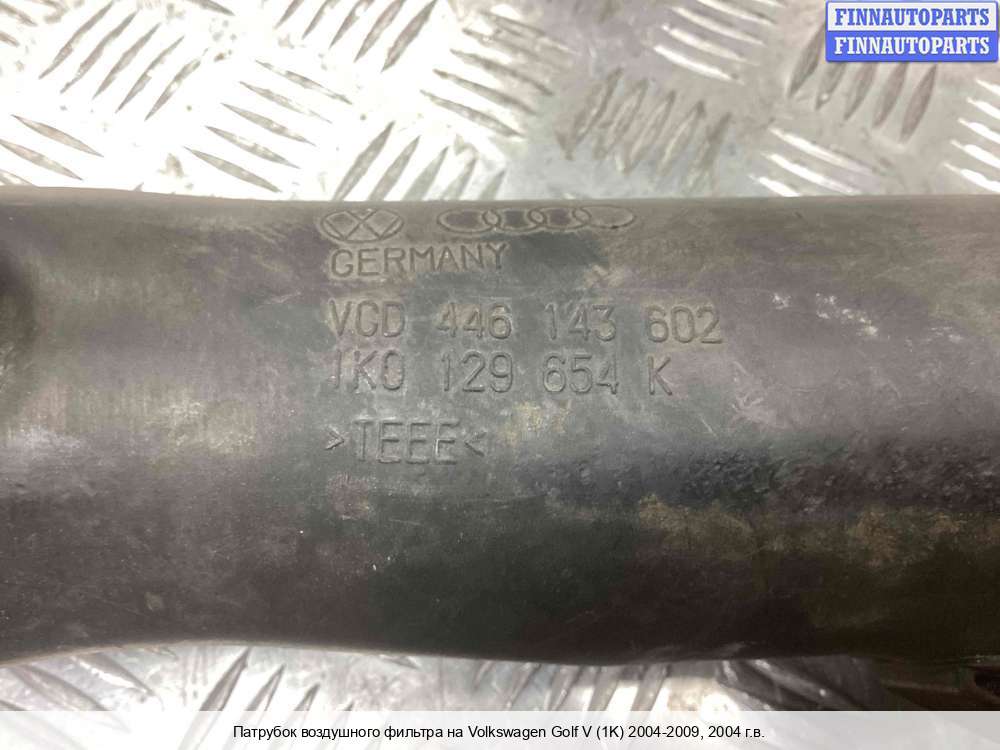 FINNAUTOPARTS
FINNAUTOPARTS
GERMANY
VCD 446 143 602
1K0 129 654 K
>TEEE<
Патрубок воздушного фильтра на Volkswagen Golf V (1K) 2004-2009, 2004 г.в.